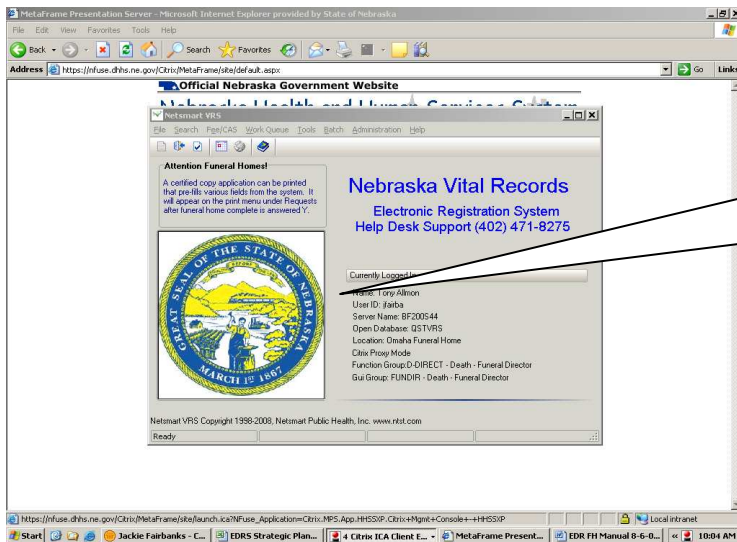 MetaFrame Presentation Server - Microsoft Internet Explorer provided by State of Nebraska
File Edit View Favorites Tools Help
Back Search Favorites
Address https://nfuse.dhhs.ne.gov/Citrix/MetaFrame/site/default.aspx Go Links
Official Nebraska Government Website
Nebraska Health and Human Services System
Netsmart VRS
File Search Fee/CAS Work Queue Tools Batch Administration Help
Attention Funeral Homes!
A certified copy application can be printed
that pre-fills various fields from the system. It
will appear on the print menu under Requests
after funeral home complete is answered Y.
Nebraska Vital Records
Electronic Registration System
Help Desk Support (402) 471-8275
GREAT SEAL OF THE STATE OF NEBRASKA
MARCH 1ST 1867
Currently Logged In
Name: Tony Allmon
User ID: jfairba
Server Name: BF200S44
Open Database: QSTVRS
Location: Omaha Funeral Home
Citrix Proxy Mode
Function Group:D-DIRECT - Death - Funeral Director
Gui Group: FUNDIR - Death - Funeral Director
Netsmart VRS Copyright 1998-2008, Netsmart Public Health, Inc. www.ntst.com
Ready
https://nfuse.dhhs.ne.gov/Citrix/MetaFrame/site/launch.ica?NFuse_Application=Citrix.MPS.App.HHSSXP.Citrix+Mgmt+Console+-+HHSSXP Local intranet
Start Jackie Fairbanks - C... EDRS Strategic Plan... 4 Citrix ICA Client E... MetaFrame Present... EDR FH Manual 8-6-0... « 10:04 AM